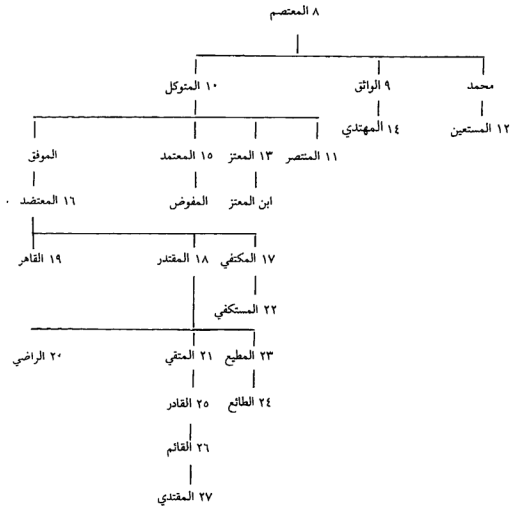 ٨ المعتصم
محمد ٩ الواثق ١٠ المتوكل
١٢ المستعين ١٤ المهتدي
١١ المنتصر ١٣ المعتز ١٥ المعتمد الموفق
ابن المعتز المفوض ١٦ المعتضد
١٧ المكتفي ١٨ المقتدر ١٩ القاهر
٢٢ المستكفي
٢٣ المطيع ٢١ المتقي ٢٠ الراضي
٢٤ الطائع ٢٥ القادر
٢٦ القائم
٢٧ المقتدي